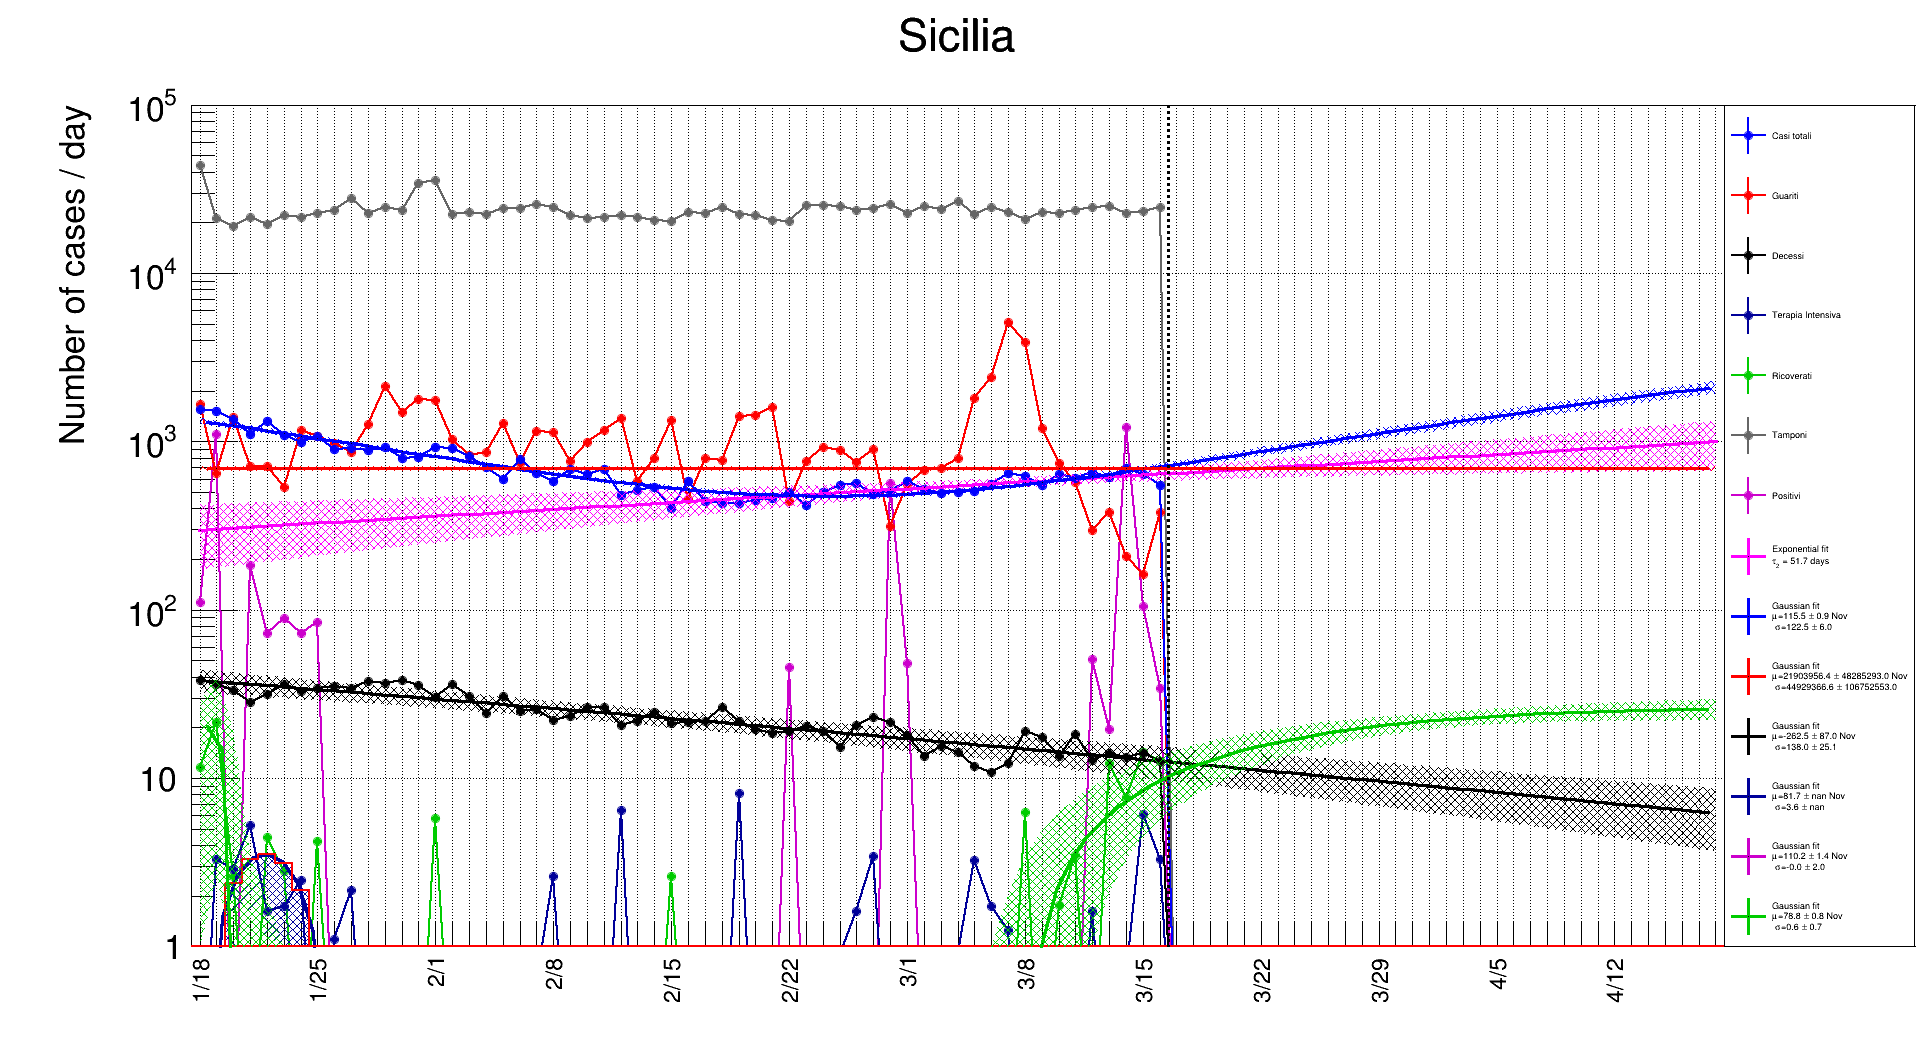 Sicilia
Number of cases / day
10^5
10^4
10^3
10^2
10
1
1/18
1/25
2/1
2/8
2/15
2/22
3/1
3/8
3/15
3/22
3/29
4/5
4/12
Casi totali
Guariti
Decessi
Terapia Intensiva
Ricoverati
Tamponi
Positivi
Exponential fit
τ_2 = 51.7 days
Gaussian fit
μ=115.5 ± 0.9 Nov
σ=122.5 ± 6.0
Gaussian fit
μ=21903956.4 ± 48285293.0 Nov
σ=44929366.6 ± 106752553.0
Gaussian fit
μ=-262.5 ± 87.0 Nov
σ=138.0 ± 25.1
Gaussian fit
μ=81.7 ± nan Nov
σ=3.6 ± nan
Gaussian fit
μ=110.2 ± 1.4 Nov
σ=-0.0 ± 2.0
Gaussian fit
μ=78.8 ± 0.8 Nov
σ=0.6 ± 0.7